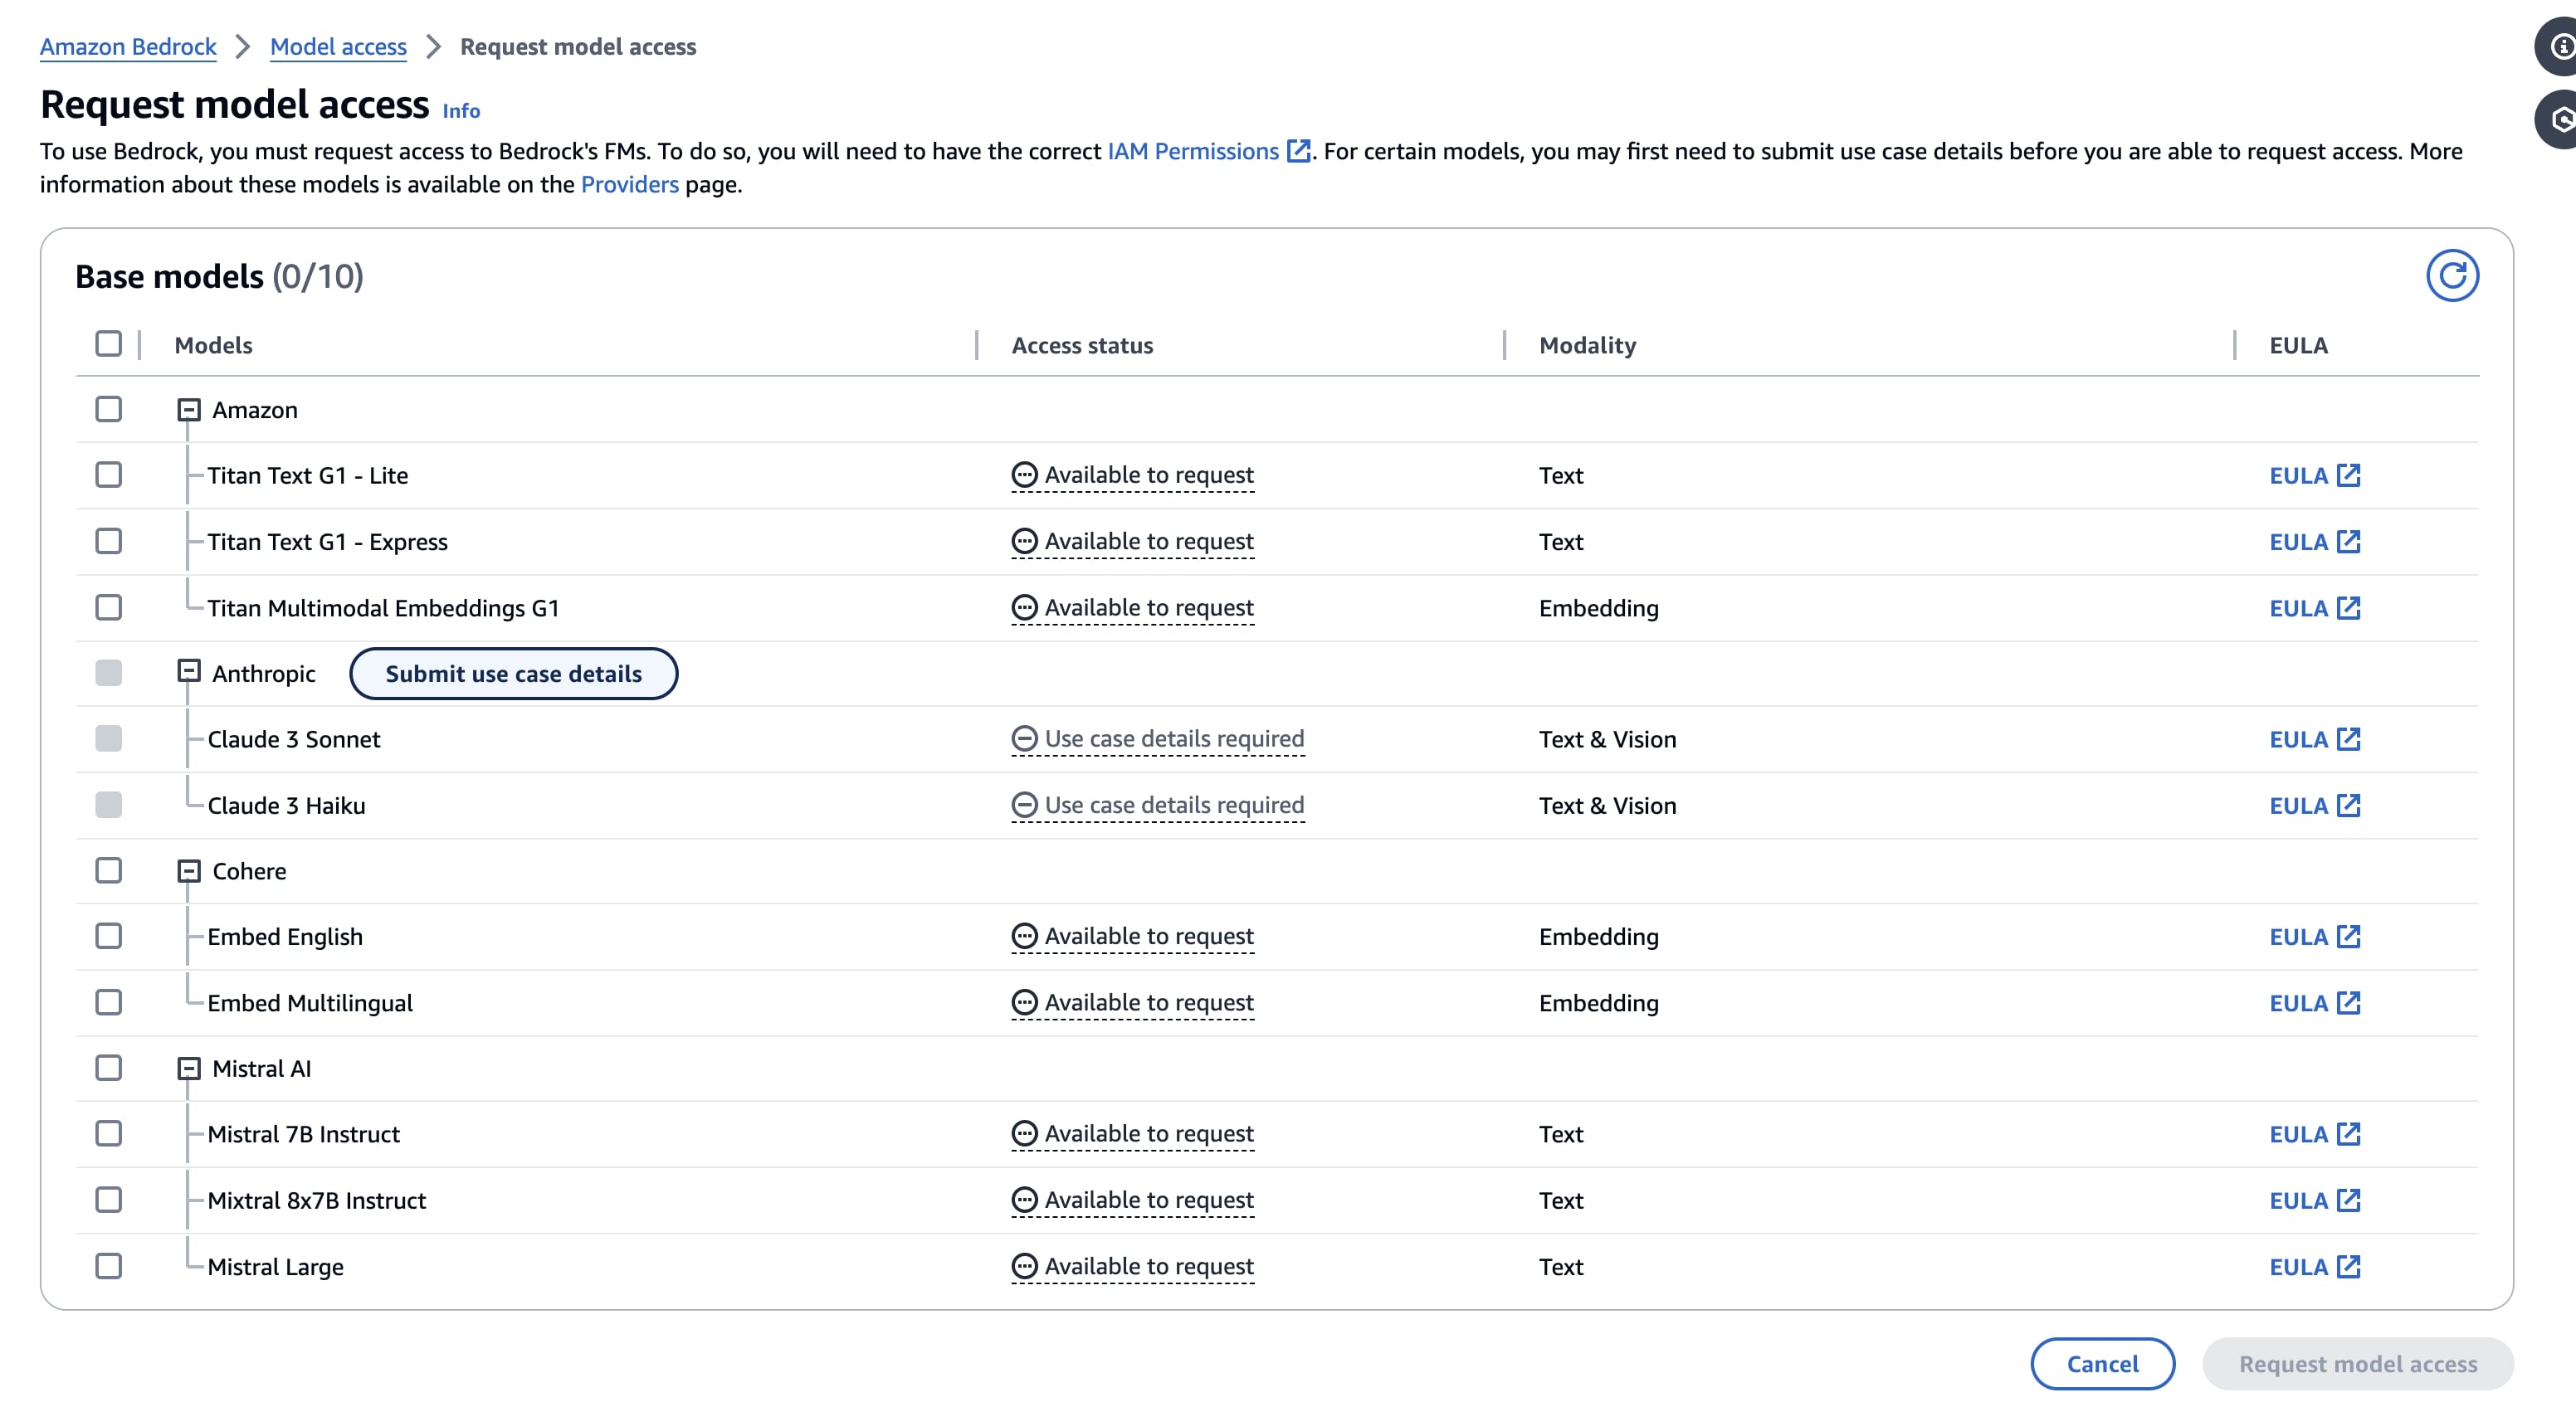 Amazon Bedrock > Model access > Request model access
Request model access Info
To use Bedrock, you must request access to Bedrock's FMs. To do so, you will need to have the correct IAM Permissions. For certain models, you may first need to submit use case details before you are able to request access. More
information about these models is available on the Providers page.
Base models (0/10)
Models Access status Modality EULA
Amazon
Titan Text G1 - Lite Available to request Text EULA
Titan Text G1 - Express Available to request Text EULA
Titan Multimodal Embeddings G1 Available to request Embedding EULA
Anthropic Submit use case details
Claude 3 Sonnet Use case details required Text & Vision EULA
Claude 3 Haiku Use case details required Text & Vision EULA
Cohere
Embed English Available to request Embedding EULA
Embed Multilingual Available to request Embedding EULA
Mistral AI
Mistral 7B Instruct Available to request Text EULA
Mixtral 8x7B Instruct Available to request Text EULA
Mistral Large Available to request Text EULA
Cancel Request model access